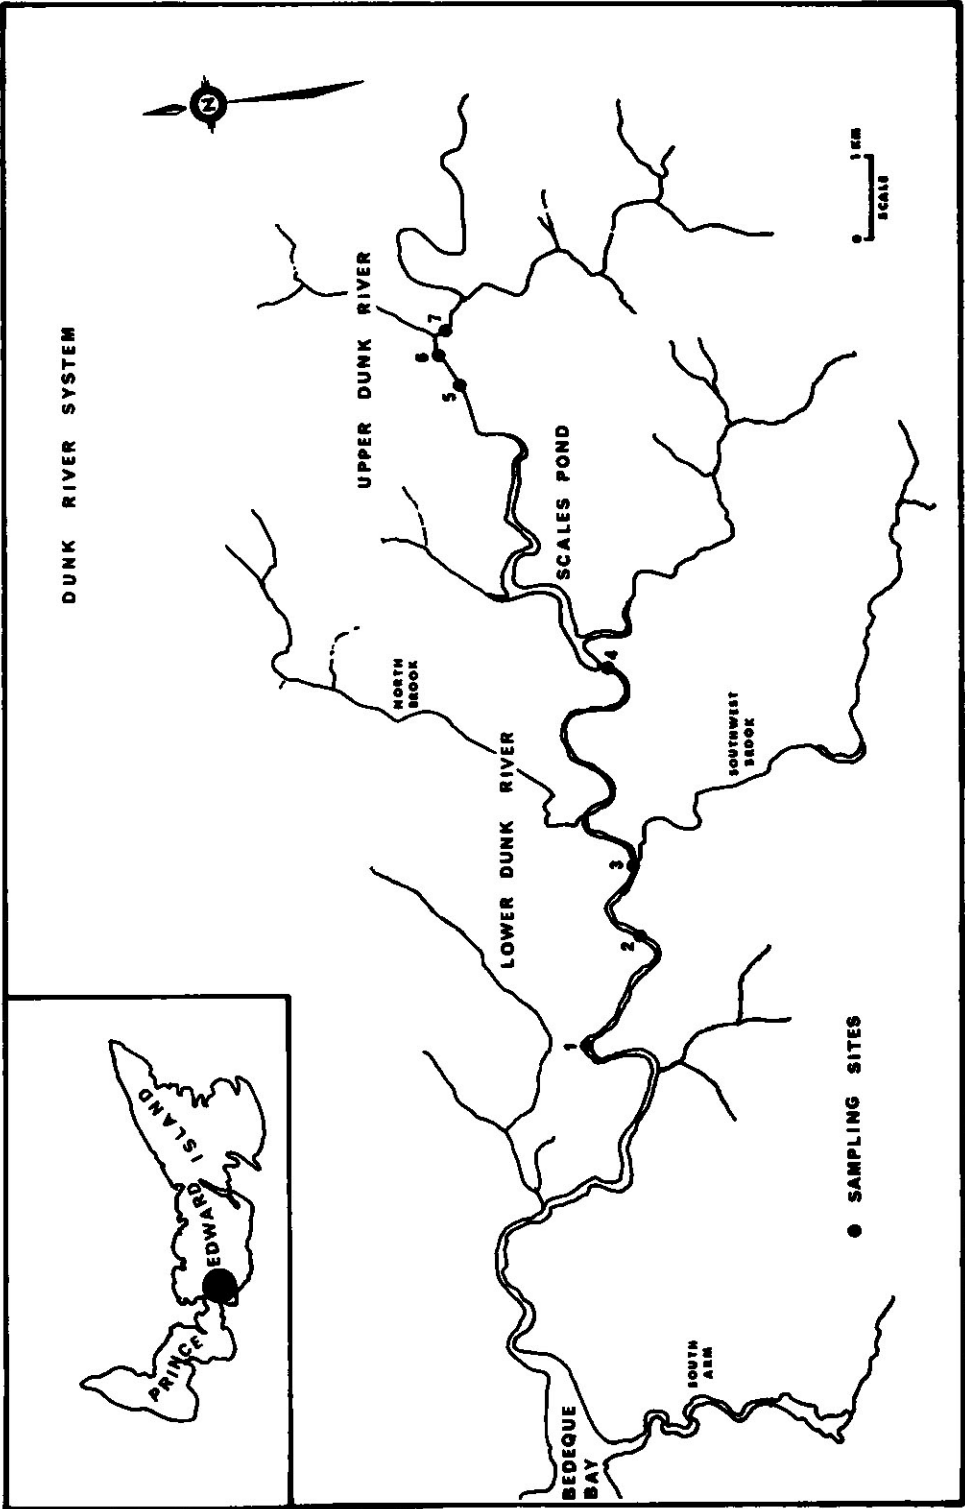 DUNK RIVER SYSTEM
PRINCE EDWARD ISLAND
N
UPPER DUNK RIVER
7
6
5
SCALES POND
NORTH
BROOK
4
LOWER DUNK RIVER
SOUTHWEST
BROOK
3
2
1
SOUTH
ARM
BEDEQUE
BAY
● SAMPLING SITES
0 1 KM
SCALE